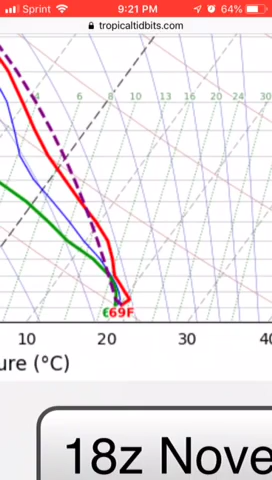 Sprint 9:21 PM 64%
tropicaltidbits.com
4 6 8 10 13 16 20 24 30
69F
10 20 30 40
ure (°C)
18z Nove